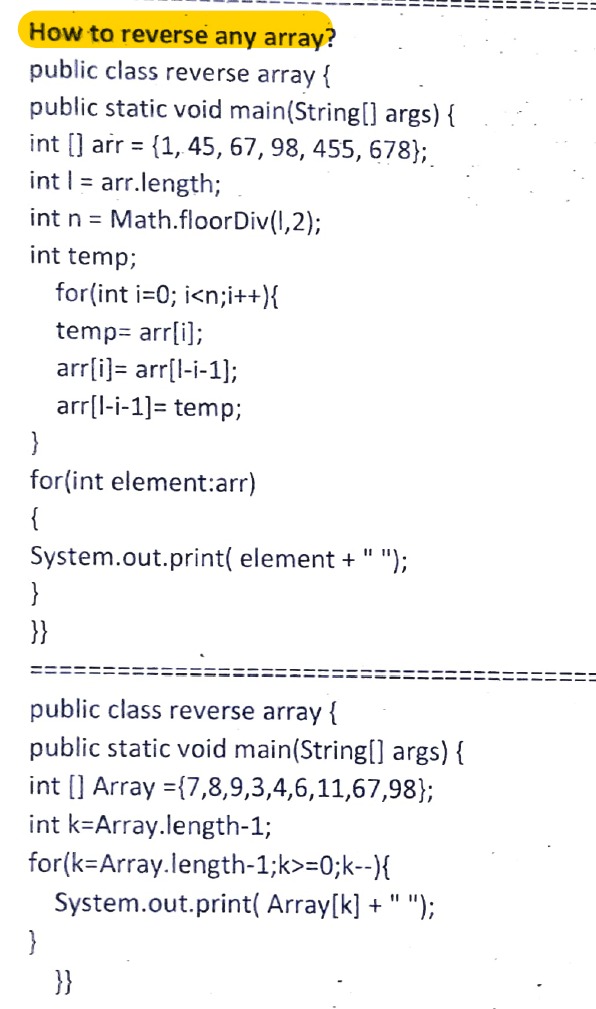 How to reverse any array?
public class reverse array {
public static void main(String[] args) {
int [] arr = {1, 45, 67, 98, 455, 678};
int l = arr.length;
int n = Math.floorDiv(l,2);
int temp;
for(int i=0; i<n;i++){
temp= arr[i];
arr[i]= arr[l-i-1];
arr[l-i-1]= temp;
}
for(int element:arr)
{
System.out.print( element + " ");
}
}}
===============================================
public class reverse array {
public static void main(String[] args) {
int [] Array ={7,8,9,3,4,6,11,67,98};
int k=Array.length-1;
for(k=Array.length-1;k>=0;k--){
System.out.print( Array[k] + " ");
}
}}